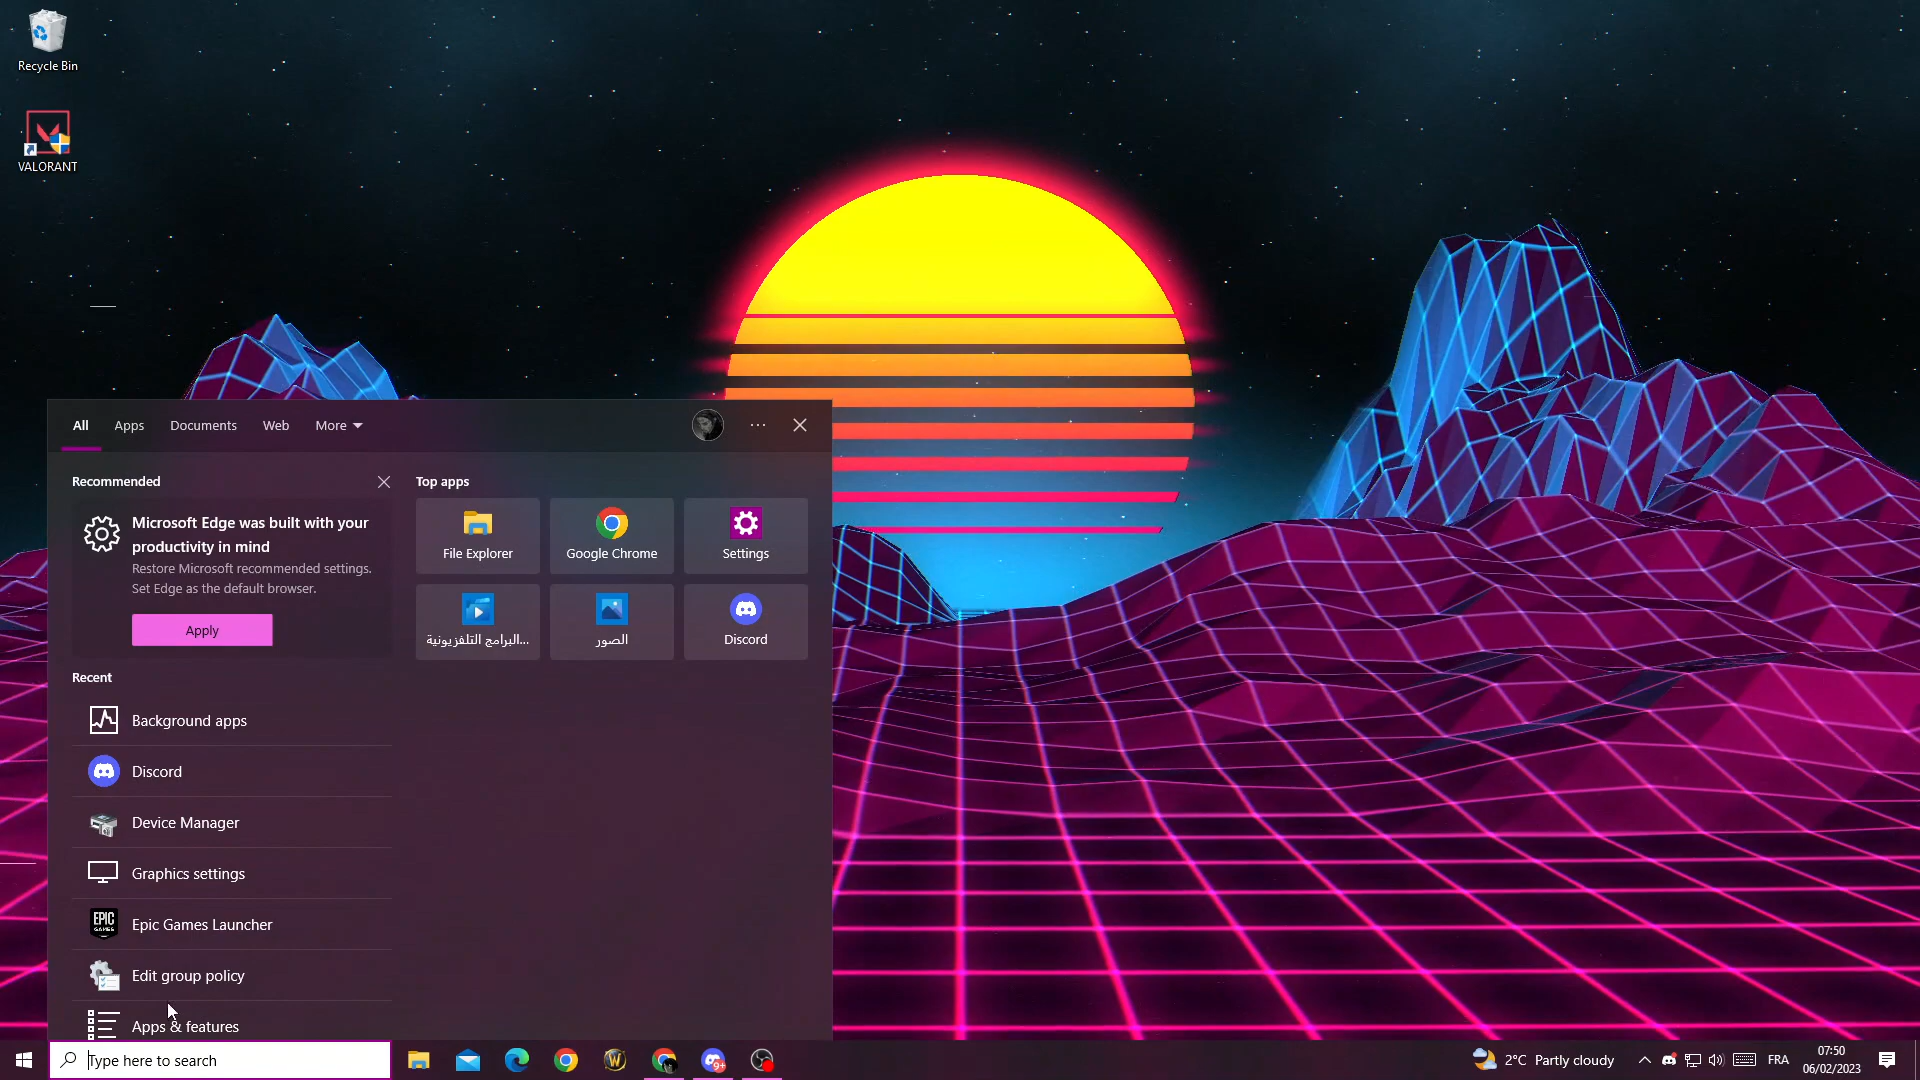 Recycle Bin
VALORANT
All
Apps
Documents
Web
More
Recommended
Microsoft Edge was built with your
productivity in mind
Restore Microsoft recommended settings.
Set Edge as the default browser.
Apply
Top apps
File Explorer
Google Chrome
Settings
البرامج التلفزيونية...
الصور
Discord
Recent
Background apps
Discord
Device Manager
Graphics settings
EPIC
GAMES
Epic Games Launcher
Edit group policy
Apps & features
Type here to search
W
9+
2°C Partly cloudy
FRA
07:50
06/02/2023